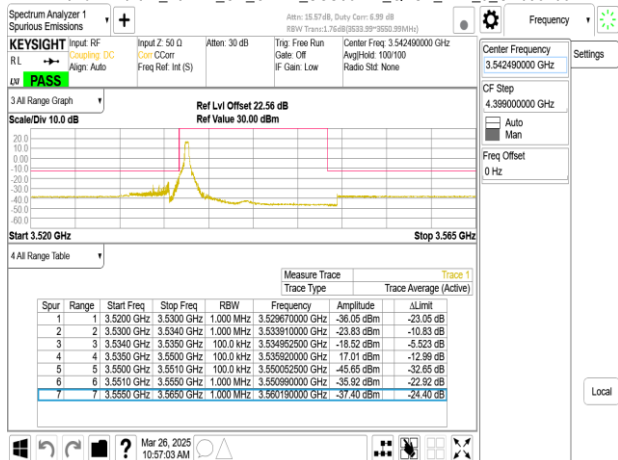 Spectrum Analyzer 1
Spurious Emissions
+
Attn: 15.57dB, Duty Corr: 6.99 dB
RBW Trans:1.76dB(3533.99~3550.99MHz)
Frequency
KEYSIGHT Input: RF Input Z: 50 Ω Atten: 30 dB Trig: Free Run Center Freq: 3.542490000 GHz
RL Coupling: DC Corr CCorr Gate: Off Avg|Hold: 100/100
Align: Auto Freq Ref: Int (S) IF Gain: Low Radio Std: None
LXI PASS
Center Frequency
3.542490000 GHz
Settings
CF Step
4.399000000 GHz
Auto
Man
Freq Offset
0 Hz
3 All Range Graph
Ref Lvl Offset 22.56 dB
Scale/Div 10.0 dB Ref Value 30.00 dBm
20.0
10.0
0.00
-10.0
-20.0
-30.0
-40.0
-50.0
-60.0
Start 3.520 GHz Stop 3.565 GHz
4 All Range Table
Measure Trace Trace 1
Trace Type Trace Average (Active)
Spur Range Start Freq Stop Freq RBW Frequency Amplitude ΔLimit
1 1 3.5200 GHz 3.5300 GHz 1.000 MHz 3.529670000 GHz -36.05 dBm -23.05 dB
2 2 3.5300 GHz 3.5340 GHz 1.000 MHz 3.533910000 GHz -23.83 dBm -10.83 dB
3 3 3.5340 GHz 3.5350 GHz 100.0 kHz 3.534952500 GHz -18.52 dBm -5.523 dB
4 4 3.5350 GHz 3.5500 GHz 100.0 kHz 3.535920000 GHz 17.01 dBm -12.99 dB
5 5 3.5500 GHz 3.5510 GHz 100.0 kHz 3.550052500 GHz -45.65 dBm -32.65 dB
6 6 3.5510 GHz 3.5550 GHz 1.000 MHz 3.550990000 GHz -35.92 dBm -22.92 dB
7 7 3.5550 GHz 3.5650 GHz 1.000 MHz 3.560190000 GHz -37.40 dBm -24.40 dB
Local
? Mar 26, 2025
10:57:03 AM